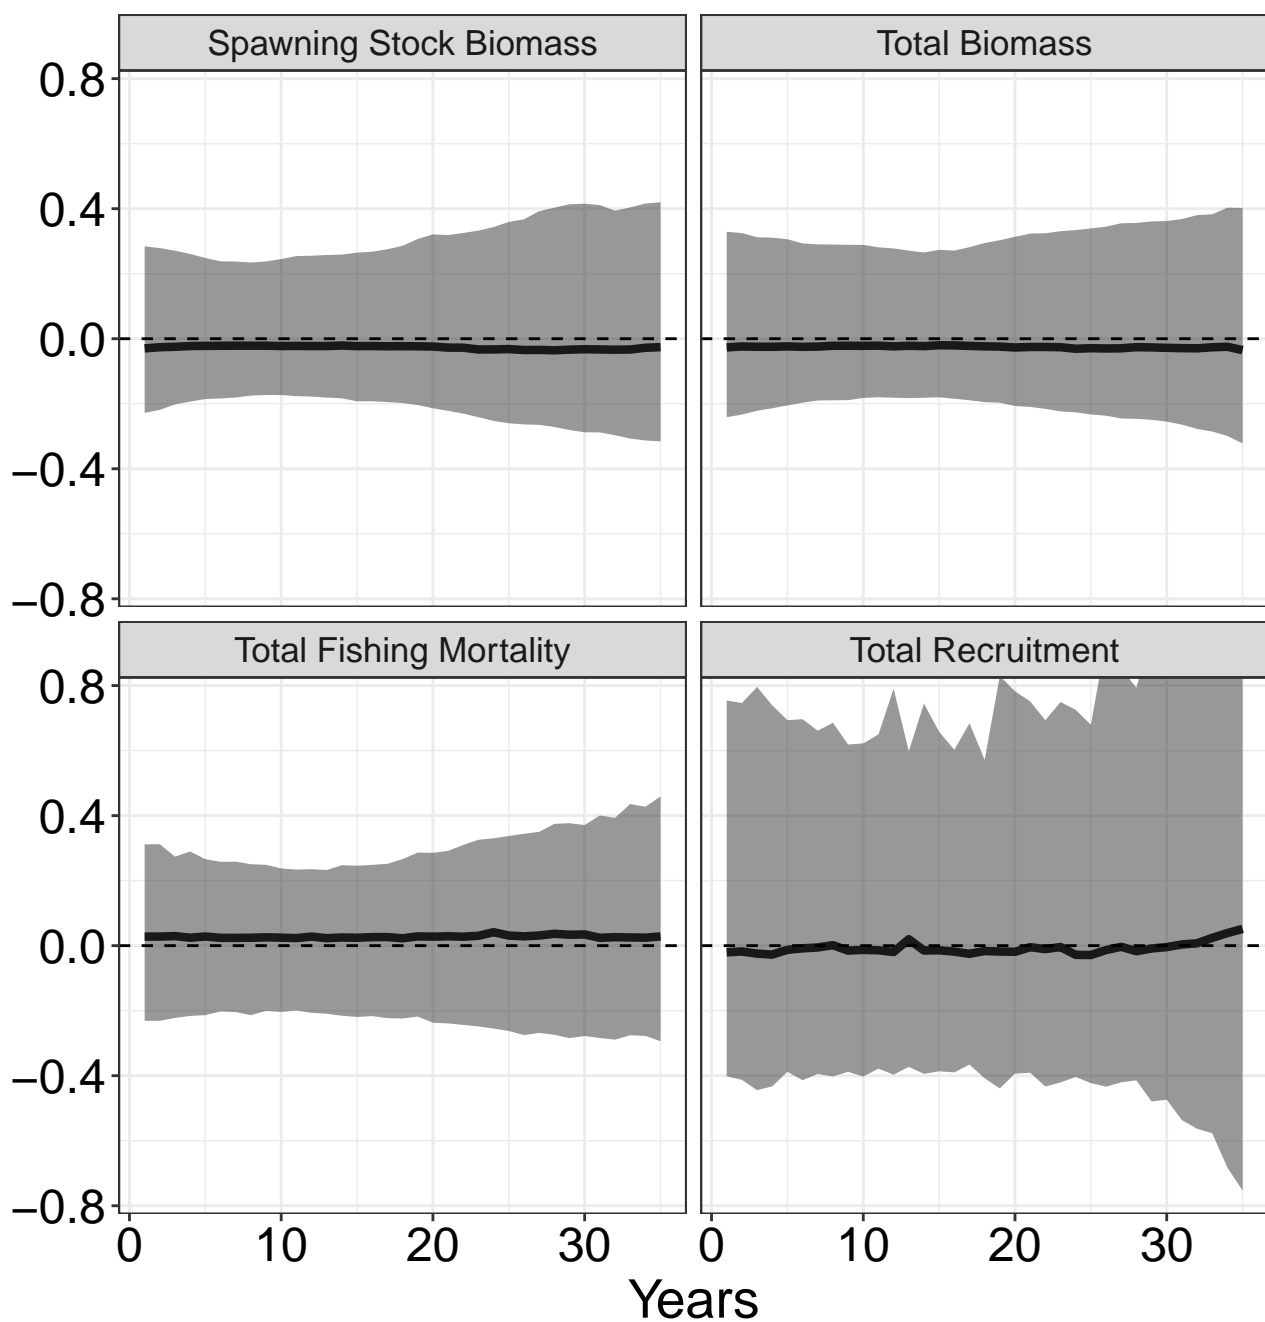 Spawning Stock Biomass
Total Biomass
0.8
0.4
0.0
−0.4
−0.8
Total Fishing Mortality
Total Recruitment
0.8
0.4
0.0
−0.4
−0.8
0 10 20 30
0 10 20 30
Years